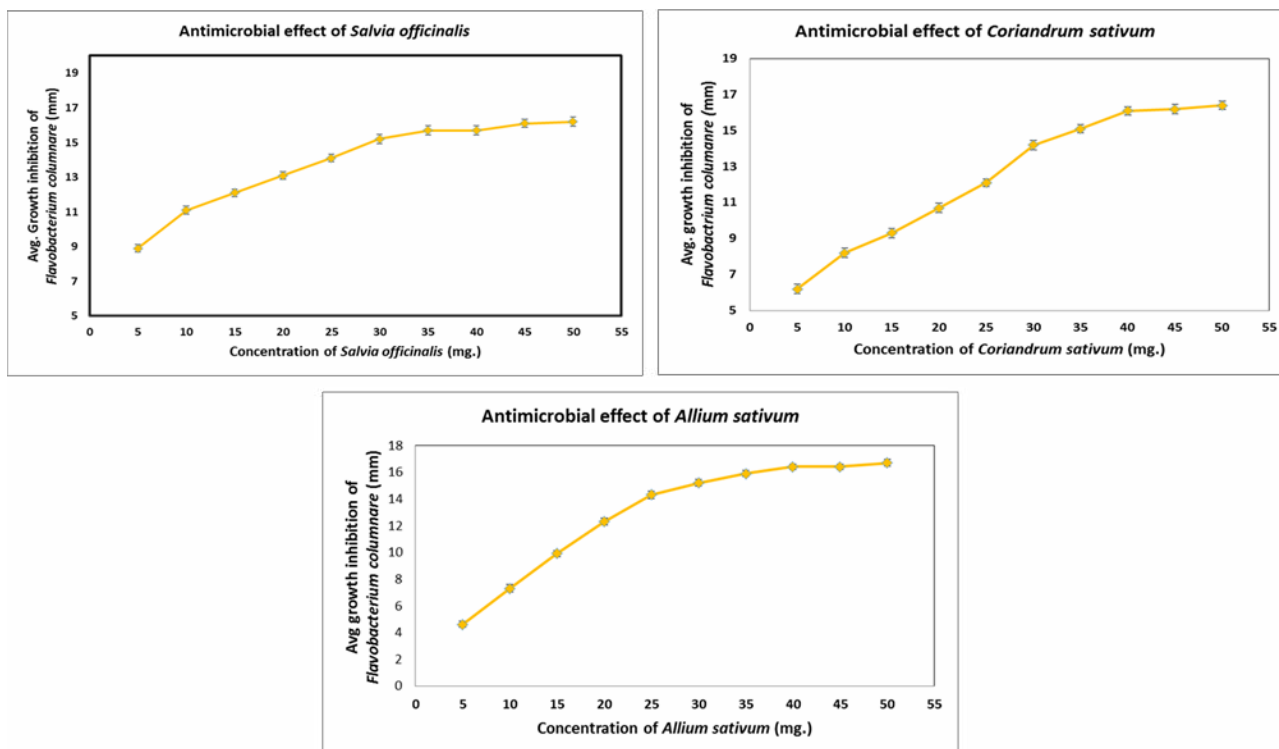 Antimicrobial effect of Salvia officinalis
Avg. Growth inhibition of
Flavobacterium columnare (mm)
19
17
15
13
11
9
7
5
0 5 10 15 20 25 30 35 40 45 50 55
Concentration of Salvia officinalis (mg.)
Antimicrobial effect of Coriandrum sativum
Avg. growth inhibition of
Flavobactrium columanre (mm)
19
17
15
13
11
9
7
5
0 5 10 15 20 25 30 35 40 45 50 55
Concentration of Coriandrum sativum (mg.)
Antimicrobial effect of Allium sativum
Avg growth inhibition of
Flavobacterium columnare (mm)
18
16
14
12
10
8
6
4
2
0
0 5 10 15 20 25 30 35 40 45 50 55
Concentration of Allium sativum (mg.)